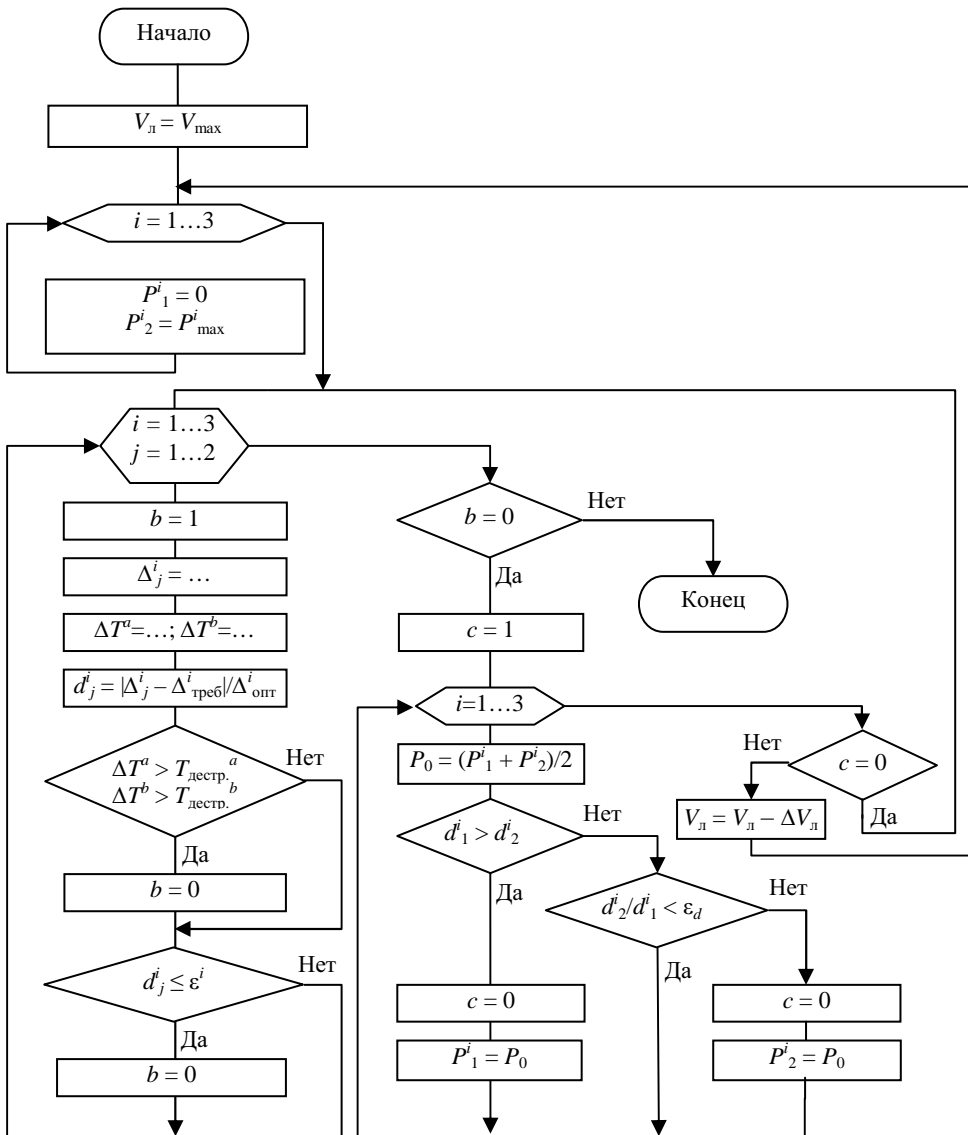 Начало
Vл = Vmax
i = 1…3
Pi1 = 0
Pi2 = Pimax
i = 1…3
j = 1…2
b = 1
Δij = …
ΔTa=…; ΔTb=…
dij = |Δij – Δiтреб|/Δiопт
Нет
ΔTa > Tдестр.a
ΔTb > Tдестр.b
Да
b = 0
Нет
dij ≤ εi
Да
b = 0
b = 0
Нет
Да
Конец
c = 1
i=1…3
P0 = (Pi1 + Pi2)/2
Нет
c = 0
Да
Vл = Vл – ΔVл
di1 > di2
Нет
Да
di2/di1 < εd
Нет
Да
c = 0
Pi1 = P0
c = 0
Pi2 = P0